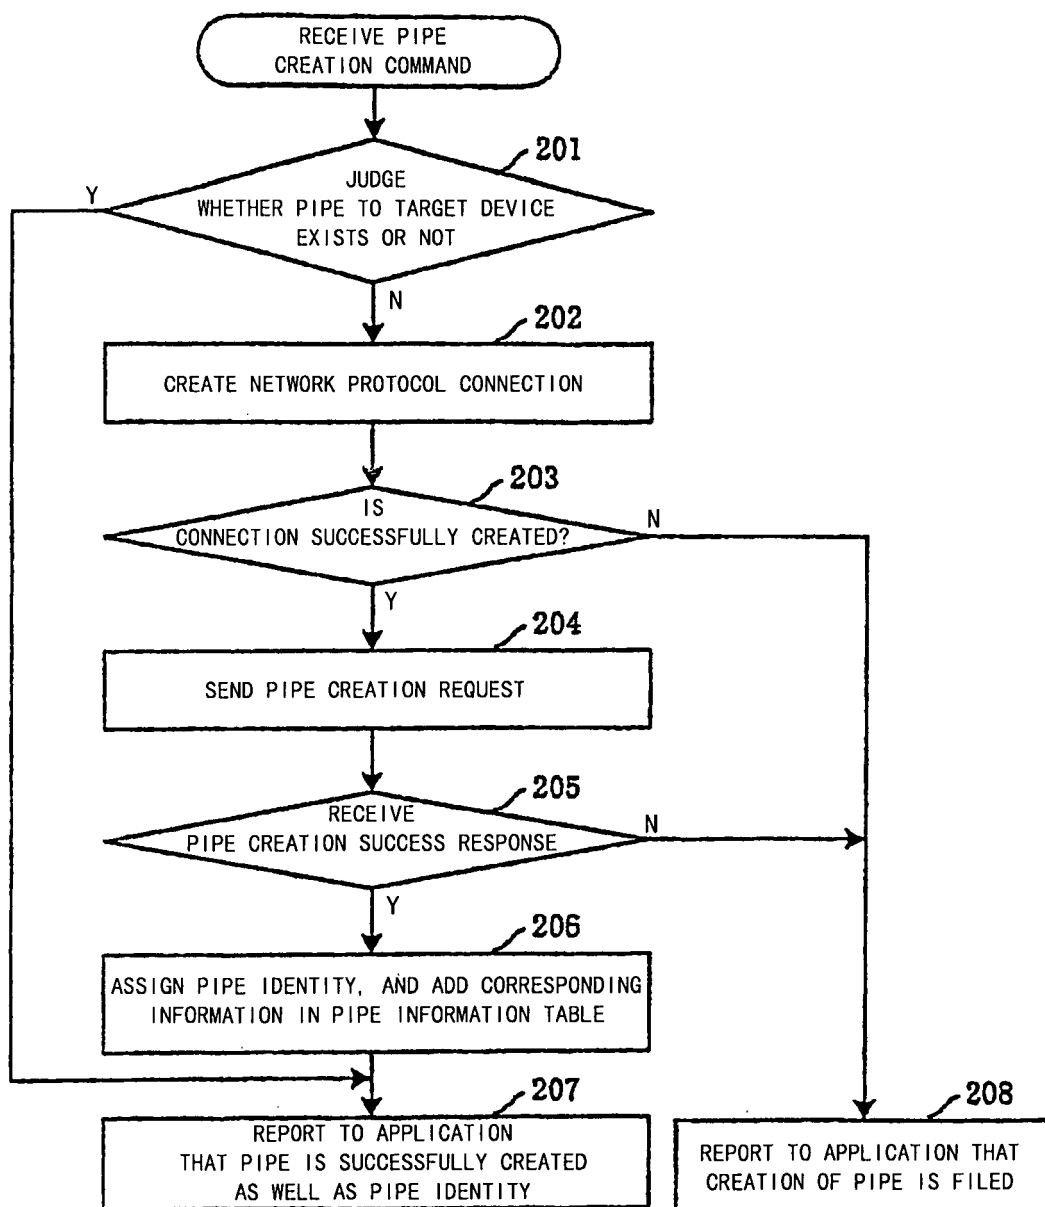 RECEIVE PIPE
CREATION COMMAND
201
JUDGE
WHETHER PIPE TO TARGET DEVICE
EXISTS OR NOT
Y
N
202
CREATE NETWORK PROTOCOL CONNECTION
203
IS
CONNECTION SUCCESSFULLY CREATED?
N
Y
204
SEND PIPE CREATION REQUEST
205
RECEIVE
PIPE CREATION SUCCESS RESPONSE
N
Y
206
ASSIGN PIPE IDENTITY, AND ADD CORRESPONDING
INFORMATION IN PIPE INFORMATION TABLE
207
REPORT TO APPLICATION
THAT PIPE IS SUCCESSFULLY CREATED
AS WELL AS PIPE IDENTITY
208
REPORT TO APPLICATION THAT
CREATION OF PIPE IS FILED